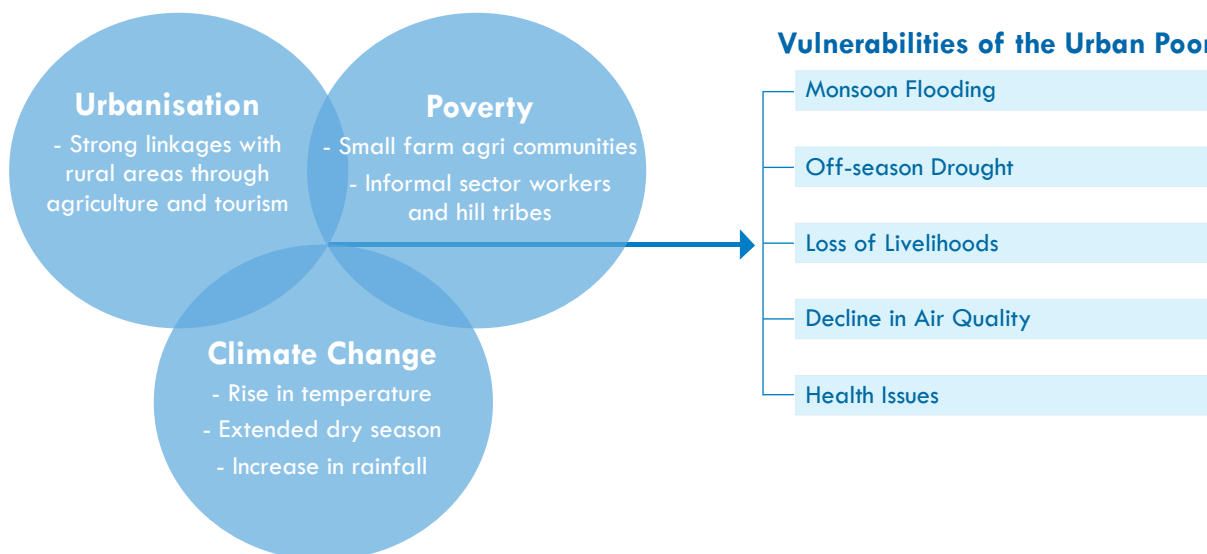 Urbanisation
- Strong linkages with
rural areas through
agriculture and tourism
Poverty
- Small farm agri communities
- Informal sector workers
and hill tribes
Climate Change
- Rise in temperature
- Extended dry season
- Increase in rainfall
Vulnerabilities of the Urban Poor
Monsoon Flooding
Off-season Drought
Loss of Livelihoods
Decline in Air Quality
Health Issues